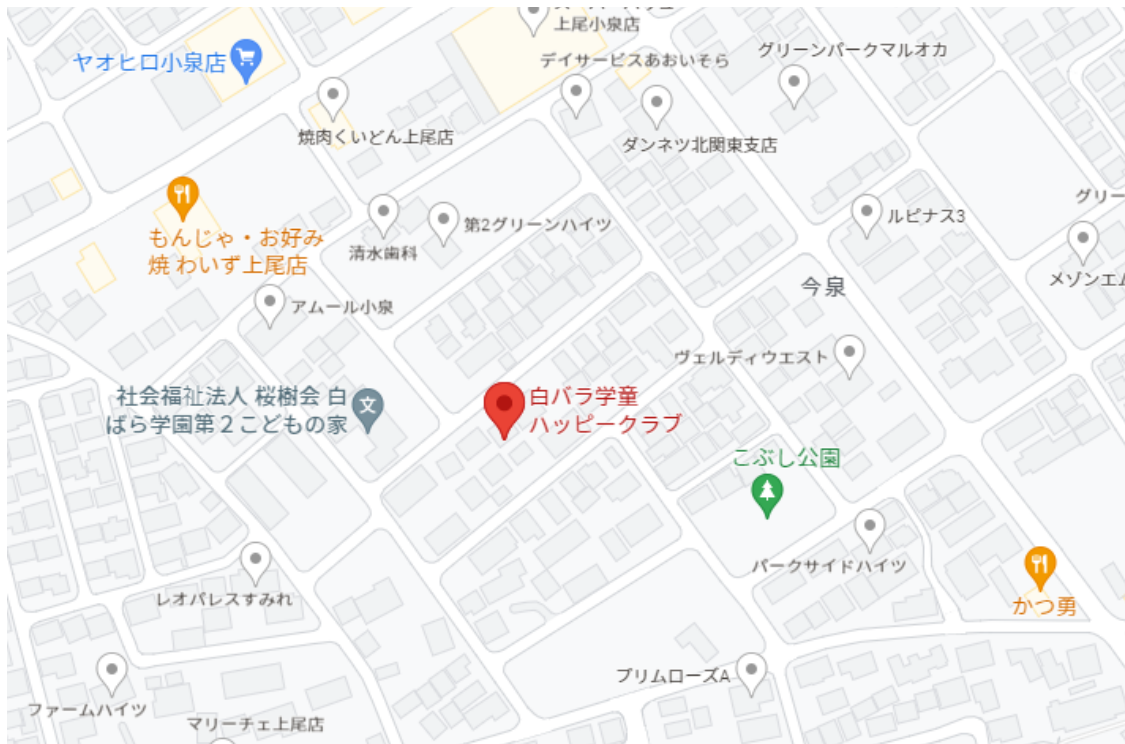 上尾小泉店
ヤオヒロ小泉店
デイサービスあおいそら
グリーンパークマルオカ
焼肉くいどん上尾店
ダンネツ北関東支店
グリー
もんじゃ・お好み
焼 わいず上尾店
清水歯科
第2グリーンハイツ
ルピナス3
メゾンエム
今泉
アムール小泉
ヴェルディウエスト
社会福祉法人 桜樹会 白
ばら学園第２こどもの家
文
白バラ学童
ハッピークラブ
こぶし公園
パークサイドハイツ
かつ勇
レオパレスすみれ
プリムローズA
ファームハイツ
マリーチェ上尾店